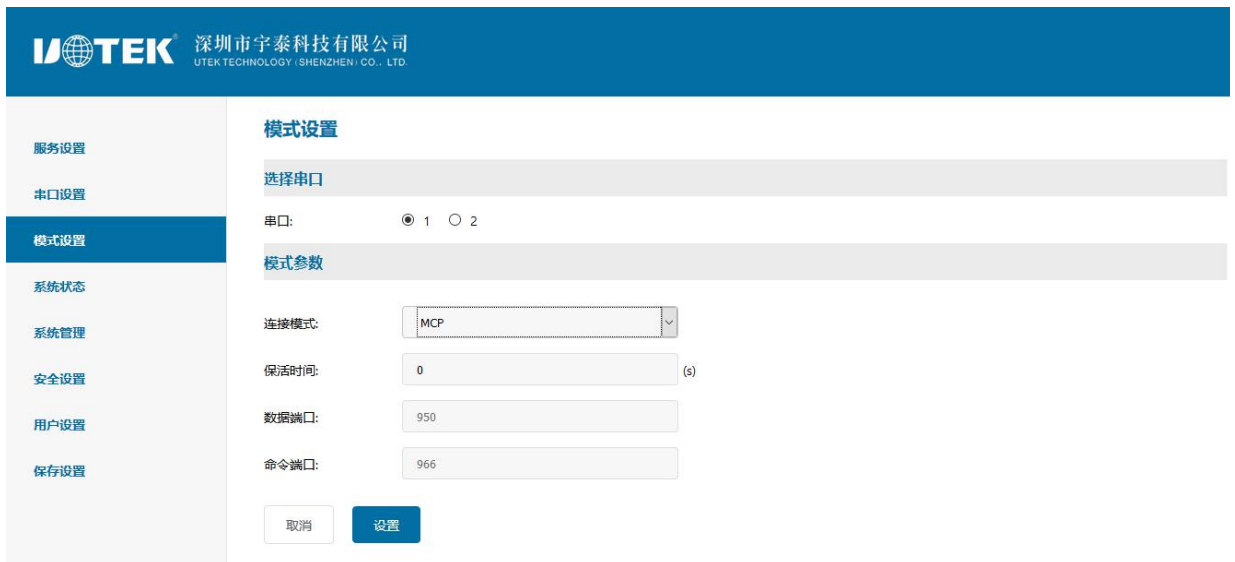 UTEK® 深圳市宇泰科技有限公司
UTEK TECHNOLOGY (SHENZHEN) CO., LTD.
服务设置
串口设置
模式设置
系统状态
系统管理
安全设置
用户设置
保存设置
模式设置
选择串口
串口: 1 2
模式参数
连接模式: MCP
保活时间: 0 (s)
数据端口: 950
命令端口: 966
取消 设置